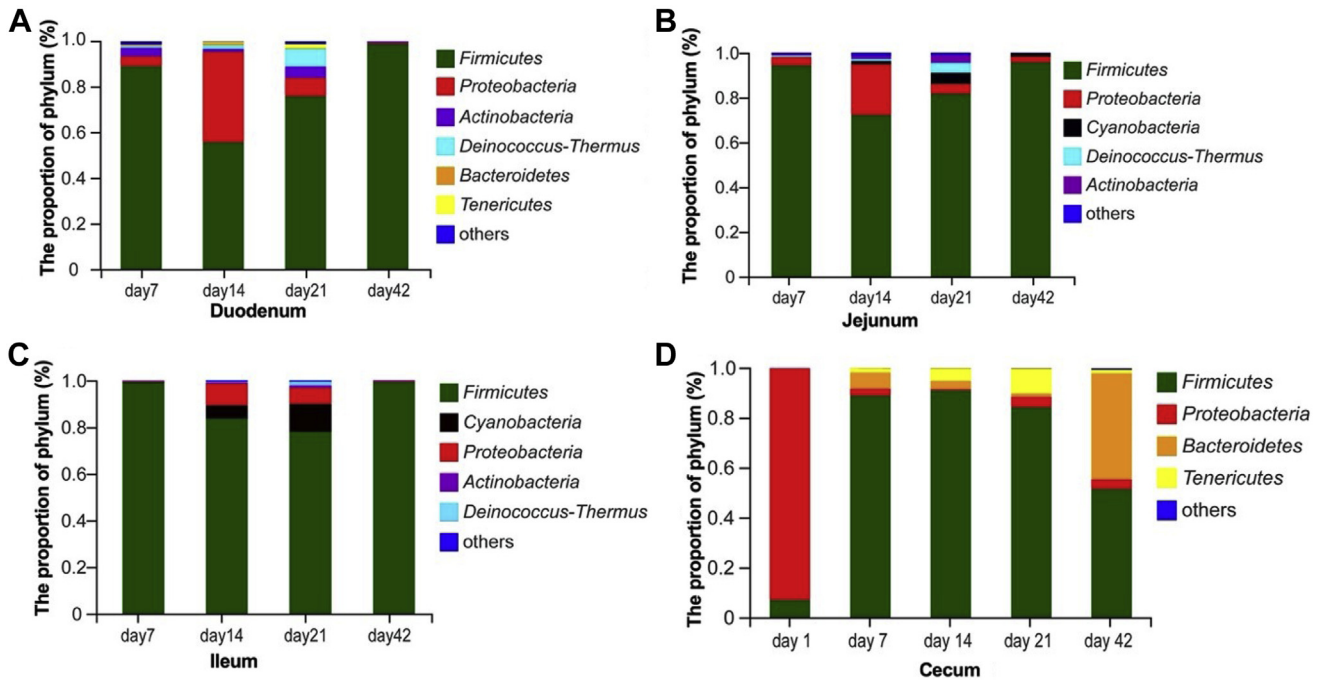 A
The proportion of phylum (%)
1.0
0.8
0.6
0.4
0.2
0
day7 day14 day21 day42
Duodenum
Firmicutes
Proteobacteria
Actinobacteria
Deinococcus-Thermus
Bacteroidetes
Tenericutes
others
B
The proportion of phylum (%)
1.0
0.8
0.6
0.4
0.2
0
day7 day14 day21 day42
Jejunum
Firmicutes
Proteobacteria
Cyanobacteria
Deinococcus-Thermus
Actinobacteria
others
C
The proportion of phylum (%)
1.0
0.8
0.6
0.4
0.2
0
day7 day14 day21 day42
Ileum
Firmicutes
Cyanobacteria
Proteobacteria
Actinobacteria
Deinococcus-Thermus
others
D
The proportion of phylum (%)
1.0
0.8
0.6
0.4
0.2
0
day 1 day 7 day 14 day 21 day 42
Cecum
Firmicutes
Proteobacteria
Bacteroidetes
Tenericutes
others